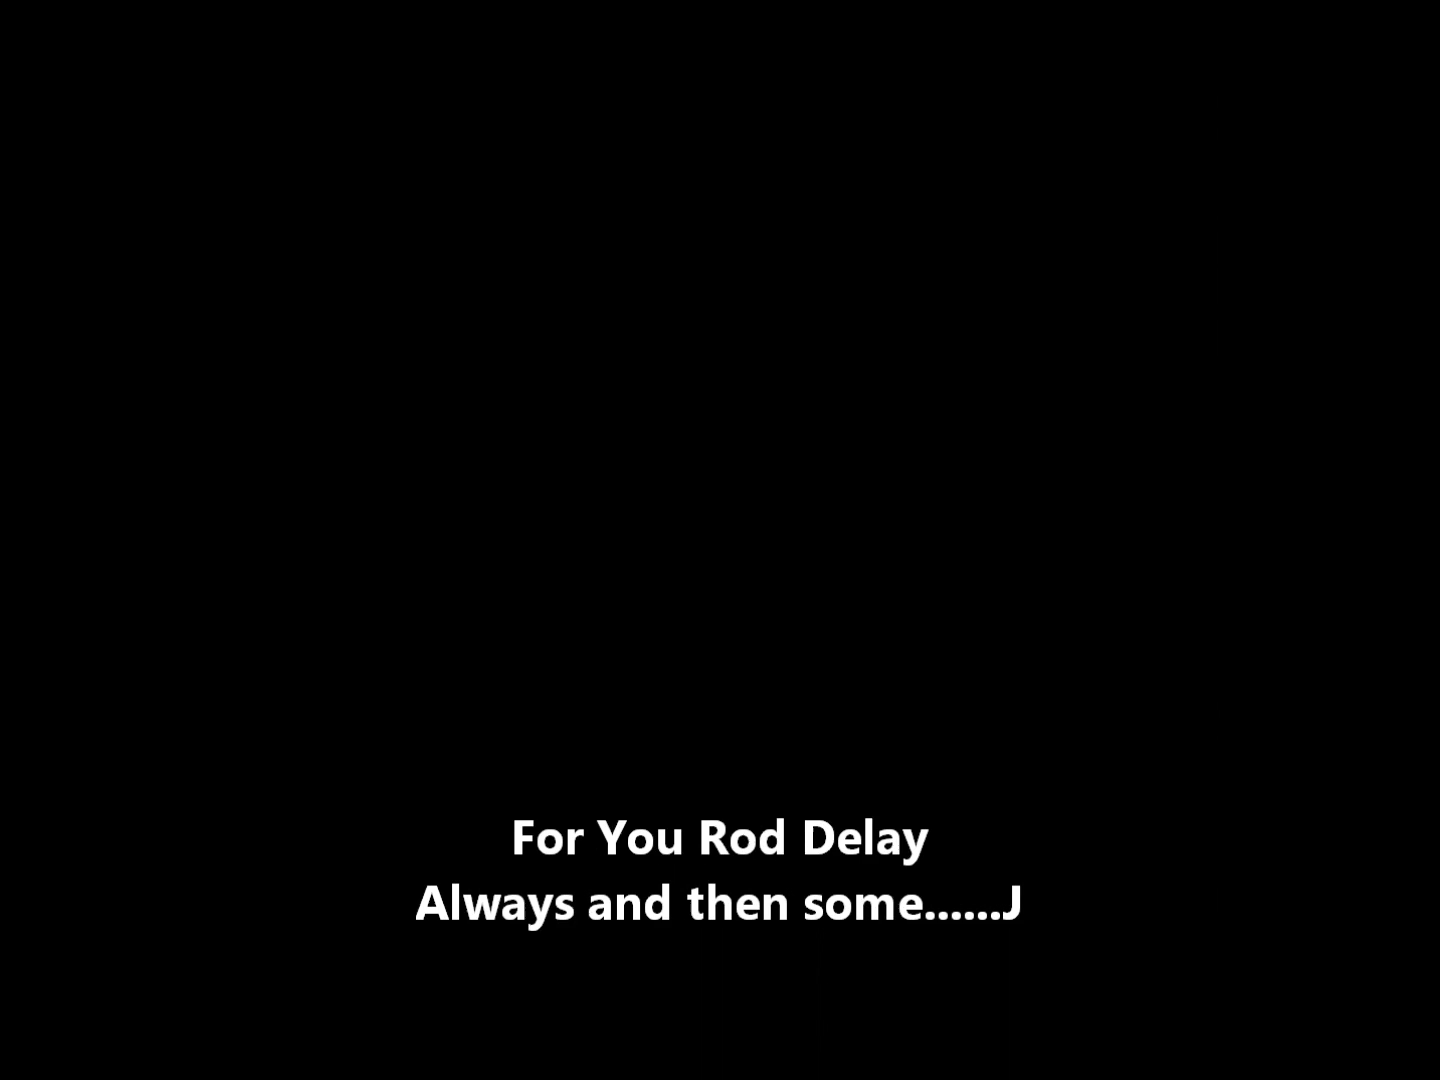 For You Rod Delay
Always and then some......J